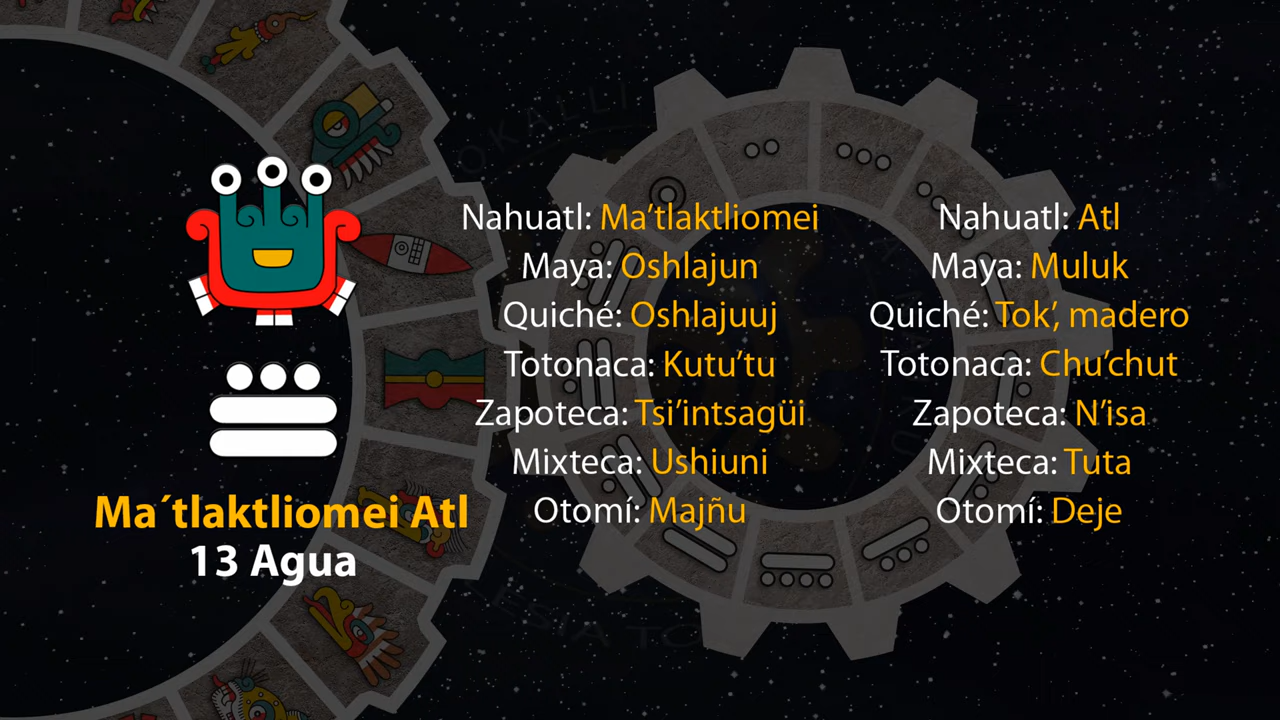 OKALLI
Nahuatl: Ma’tlaktliomei
Maya: Oshlajun
Quiché: Oshlajuuj
Totonaca: Kutu’tu
Zapoteca: Tsi’intsagüi
Mixteca: Ushiuni
Otomí: Majñu
Nahuatl: Atl
Maya: Muluk
Quiché: Tok’, madero
Totonaca: Chu’chut
Zapoteca: N’isa
Mixteca: Tuta
Otomí: Deje
Ma´tlaktliomei Atl
13 Agua